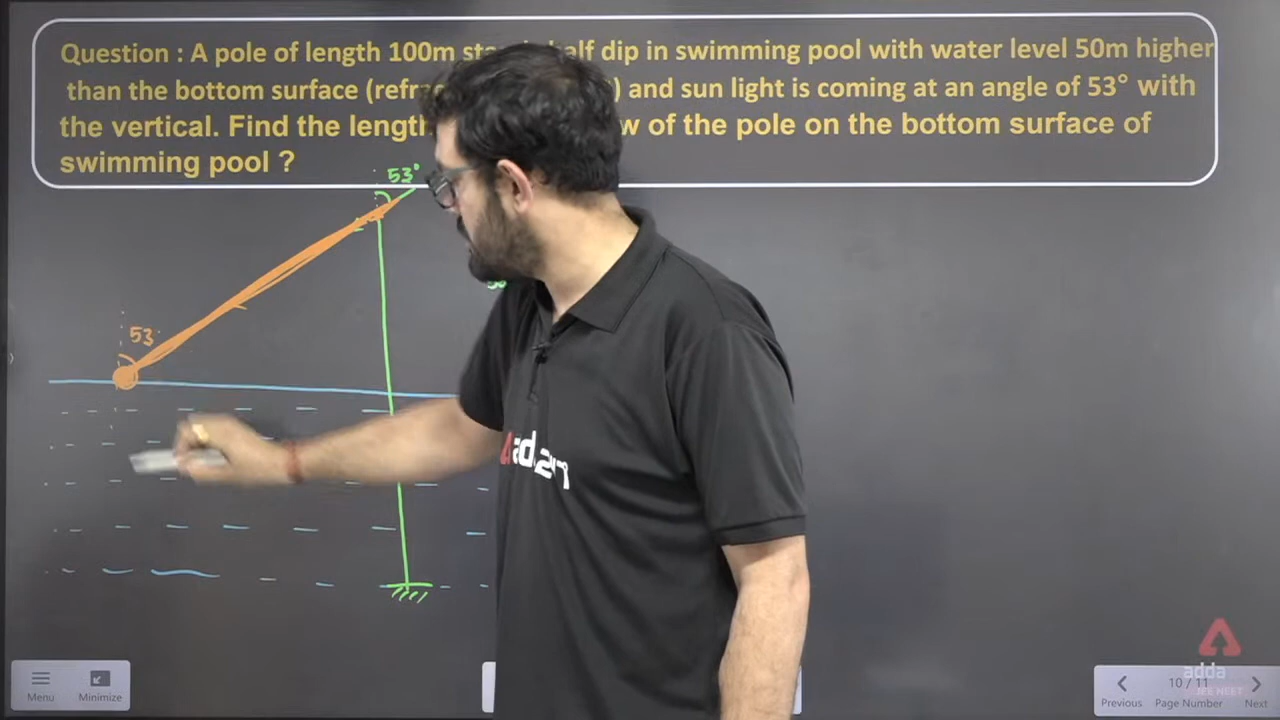 Question : A pole of length 100m half dip in swimming pool with water level 50m higher
than the bottom surface ) and sun light is coming at an angle of 53° with
the vertical. Find the length of the pole on the bottom surface of
swimming pool ?
53°
53
Menu
Minimize
adda
JEE NEET
Previous
10 / 11
Page Number
Next